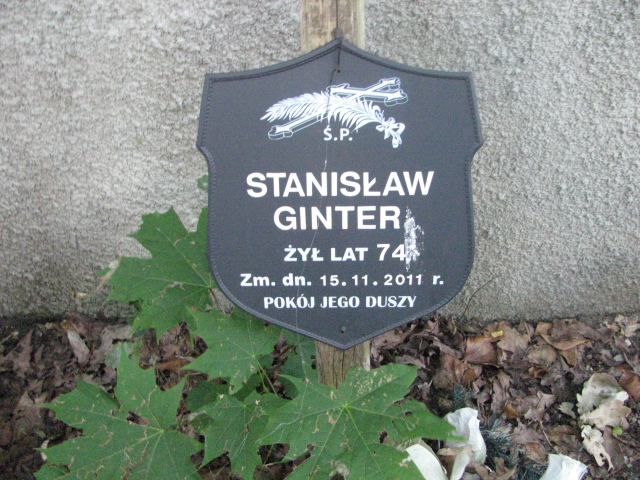 Ś.P.
STANISŁAW
GINTER
ŻYŁ LAT 74
Zm. dn. 15.11.2011 r.
POKÓJ JEGO DUSZY